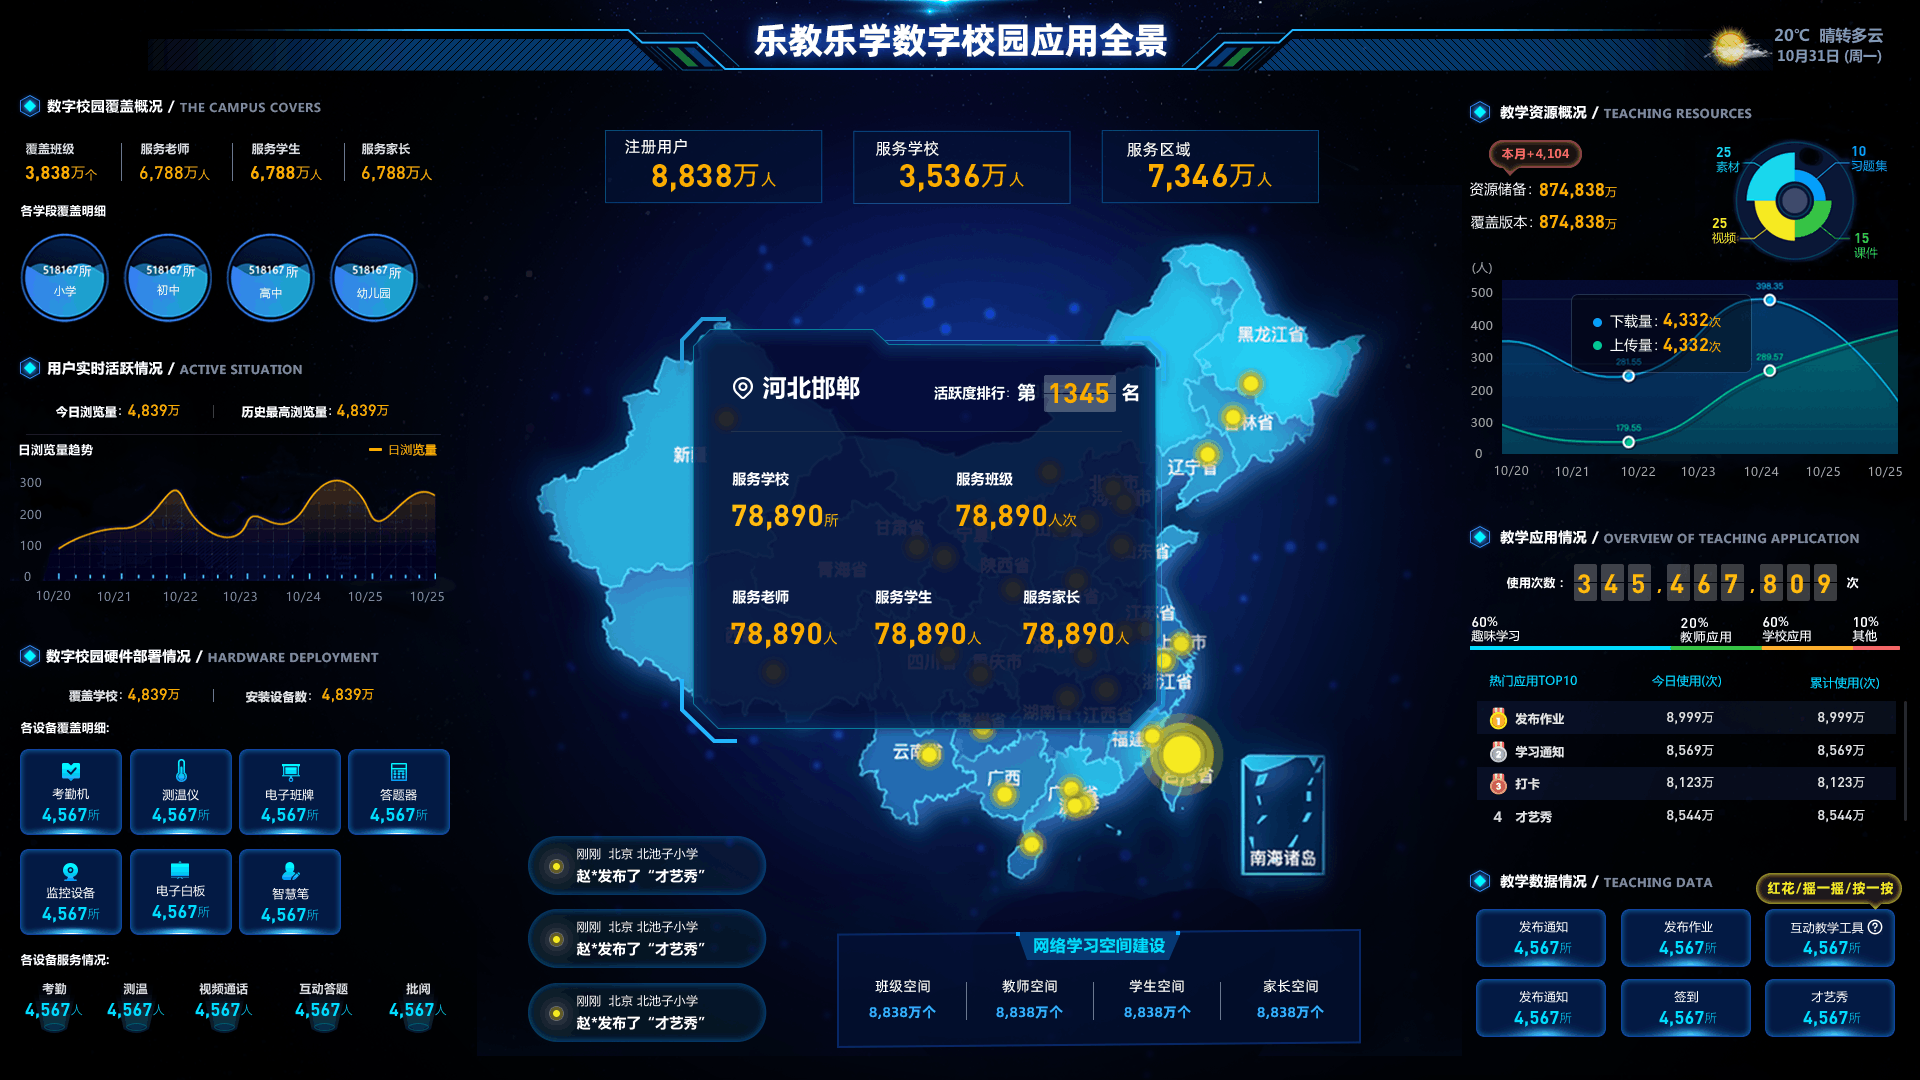 乐教乐学数字校园应用全景
20℃ 晴转多云
10月31日 (周一)
数字校园覆盖概况 / THE CAMPUS COVERS
覆盖班级 服务老师 服务学生 服务家长
3,838万个 6,788万人 6,788万人 6,788万人
各学段覆盖明细
518167所 518167所 518167所 518167所
小学 初中 高中 幼儿园
用户实时活跃情况 / ACTIVE SITUATION
今日浏览量: 4,839万 历史最高浏览量: 4,839万
日浏览量趋势 日浏览量
300
200
100
0
10/20 10/21 10/22 10/23 10/24 10/25 10/25
数字校园硬件部署情况 / HARDWARE DEPLOYMENT
覆盖学校: 4,839万 安装设备数: 4,839万
各设备覆盖明细:
考勤机 测温仪 电子班牌 答题器
4,567所 4,567所 4,567所 4,567所
监控设备 电子白板 智慧笔
4,567所 4,567所 4,567所
各设备服务情况:
考勤 测温 视频通话 互动答题 批阅
4,567人 4,567人 4,567人 4,567人 4,567人
注册用户
8,838万人
服务学校
3,536万人
服务区域
7,346万人
黑龙江省
吉林省
辽宁省
新疆
河北邯郸
活跃度排行: 第 1345 名
服务学校 服务班级
78,890所 78,890人次
服务老师 服务学生 服务家长
78,890人 78,890人 78,890人
甘肃省
青海省
陕西省
山东省
江苏省
上海市
四川省
重庆市
浙江省
湖南省
江西省
贵州省
福建
云南省
广西
台湾省
南海诸岛
刚刚 北京 北池子小学
赵*发布了“才艺秀”
刚刚 北京 北池子小学
赵*发布了“才艺秀”
刚刚 北京 北池子小学
赵*发布了“才艺秀”
网络学习空间建设
班级空间 教师空间 学生空间 家长空间
8,838万个 8,838万个 8,838万个 8,838万个
教学资源概况 / TEACHING RESOURCES
本月+4,104
资源储备: 874,838万
覆盖版本: 874,838万
25
素材
10
习题集
25
视频
15
课件
(人)
500
400
300
200
300
0
398.35
下载量: 4,332次
上传量: 4,332次
281.55
289.57
179.55
10/20 10/21 10/22 10/23 10/24 10/25 10/25
教学应用情况 / OVERVIEW OF TEACHING APPLICATION
使用次数: 345,467,809 次
60% 20% 60% 10%
趣味学习 教师应用 学校应用 其他
热门应用TOP10 今日使用(次) 累计使用(次)
1 发布作业 8,999万 8,999万
2 学习通知 8,569万 8,569万
3 打卡 8,123万 8,123万
4 才艺秀 8,544万 8,544万
教学数据情况 / TEACHING DATA
红花/摇一摇/按一按
发布通知 发布作业 互动教学工具 ?
4,567所 4,567所 4,567所
发布通知 签到 才艺秀
4,567所 4,567所 4,567所